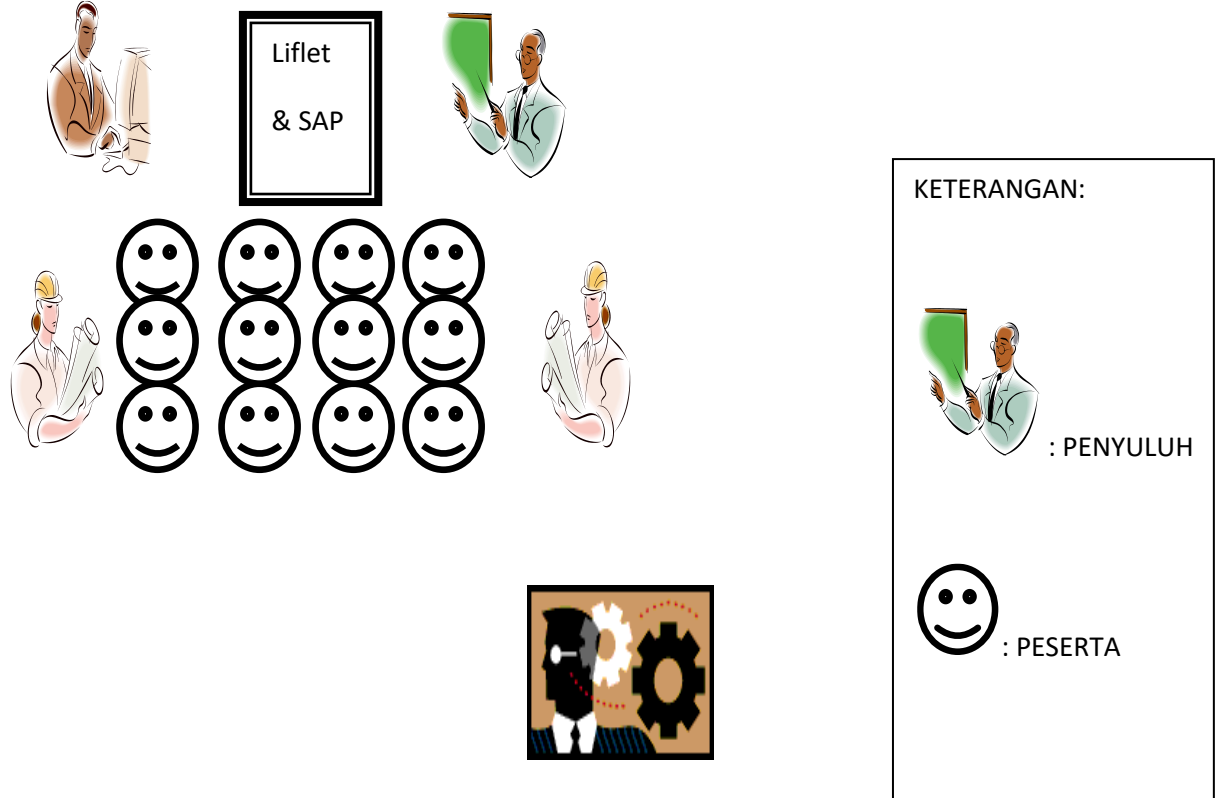 Liflet
& SAP
KETERANGAN:
: PENYULUH
: PESERTA